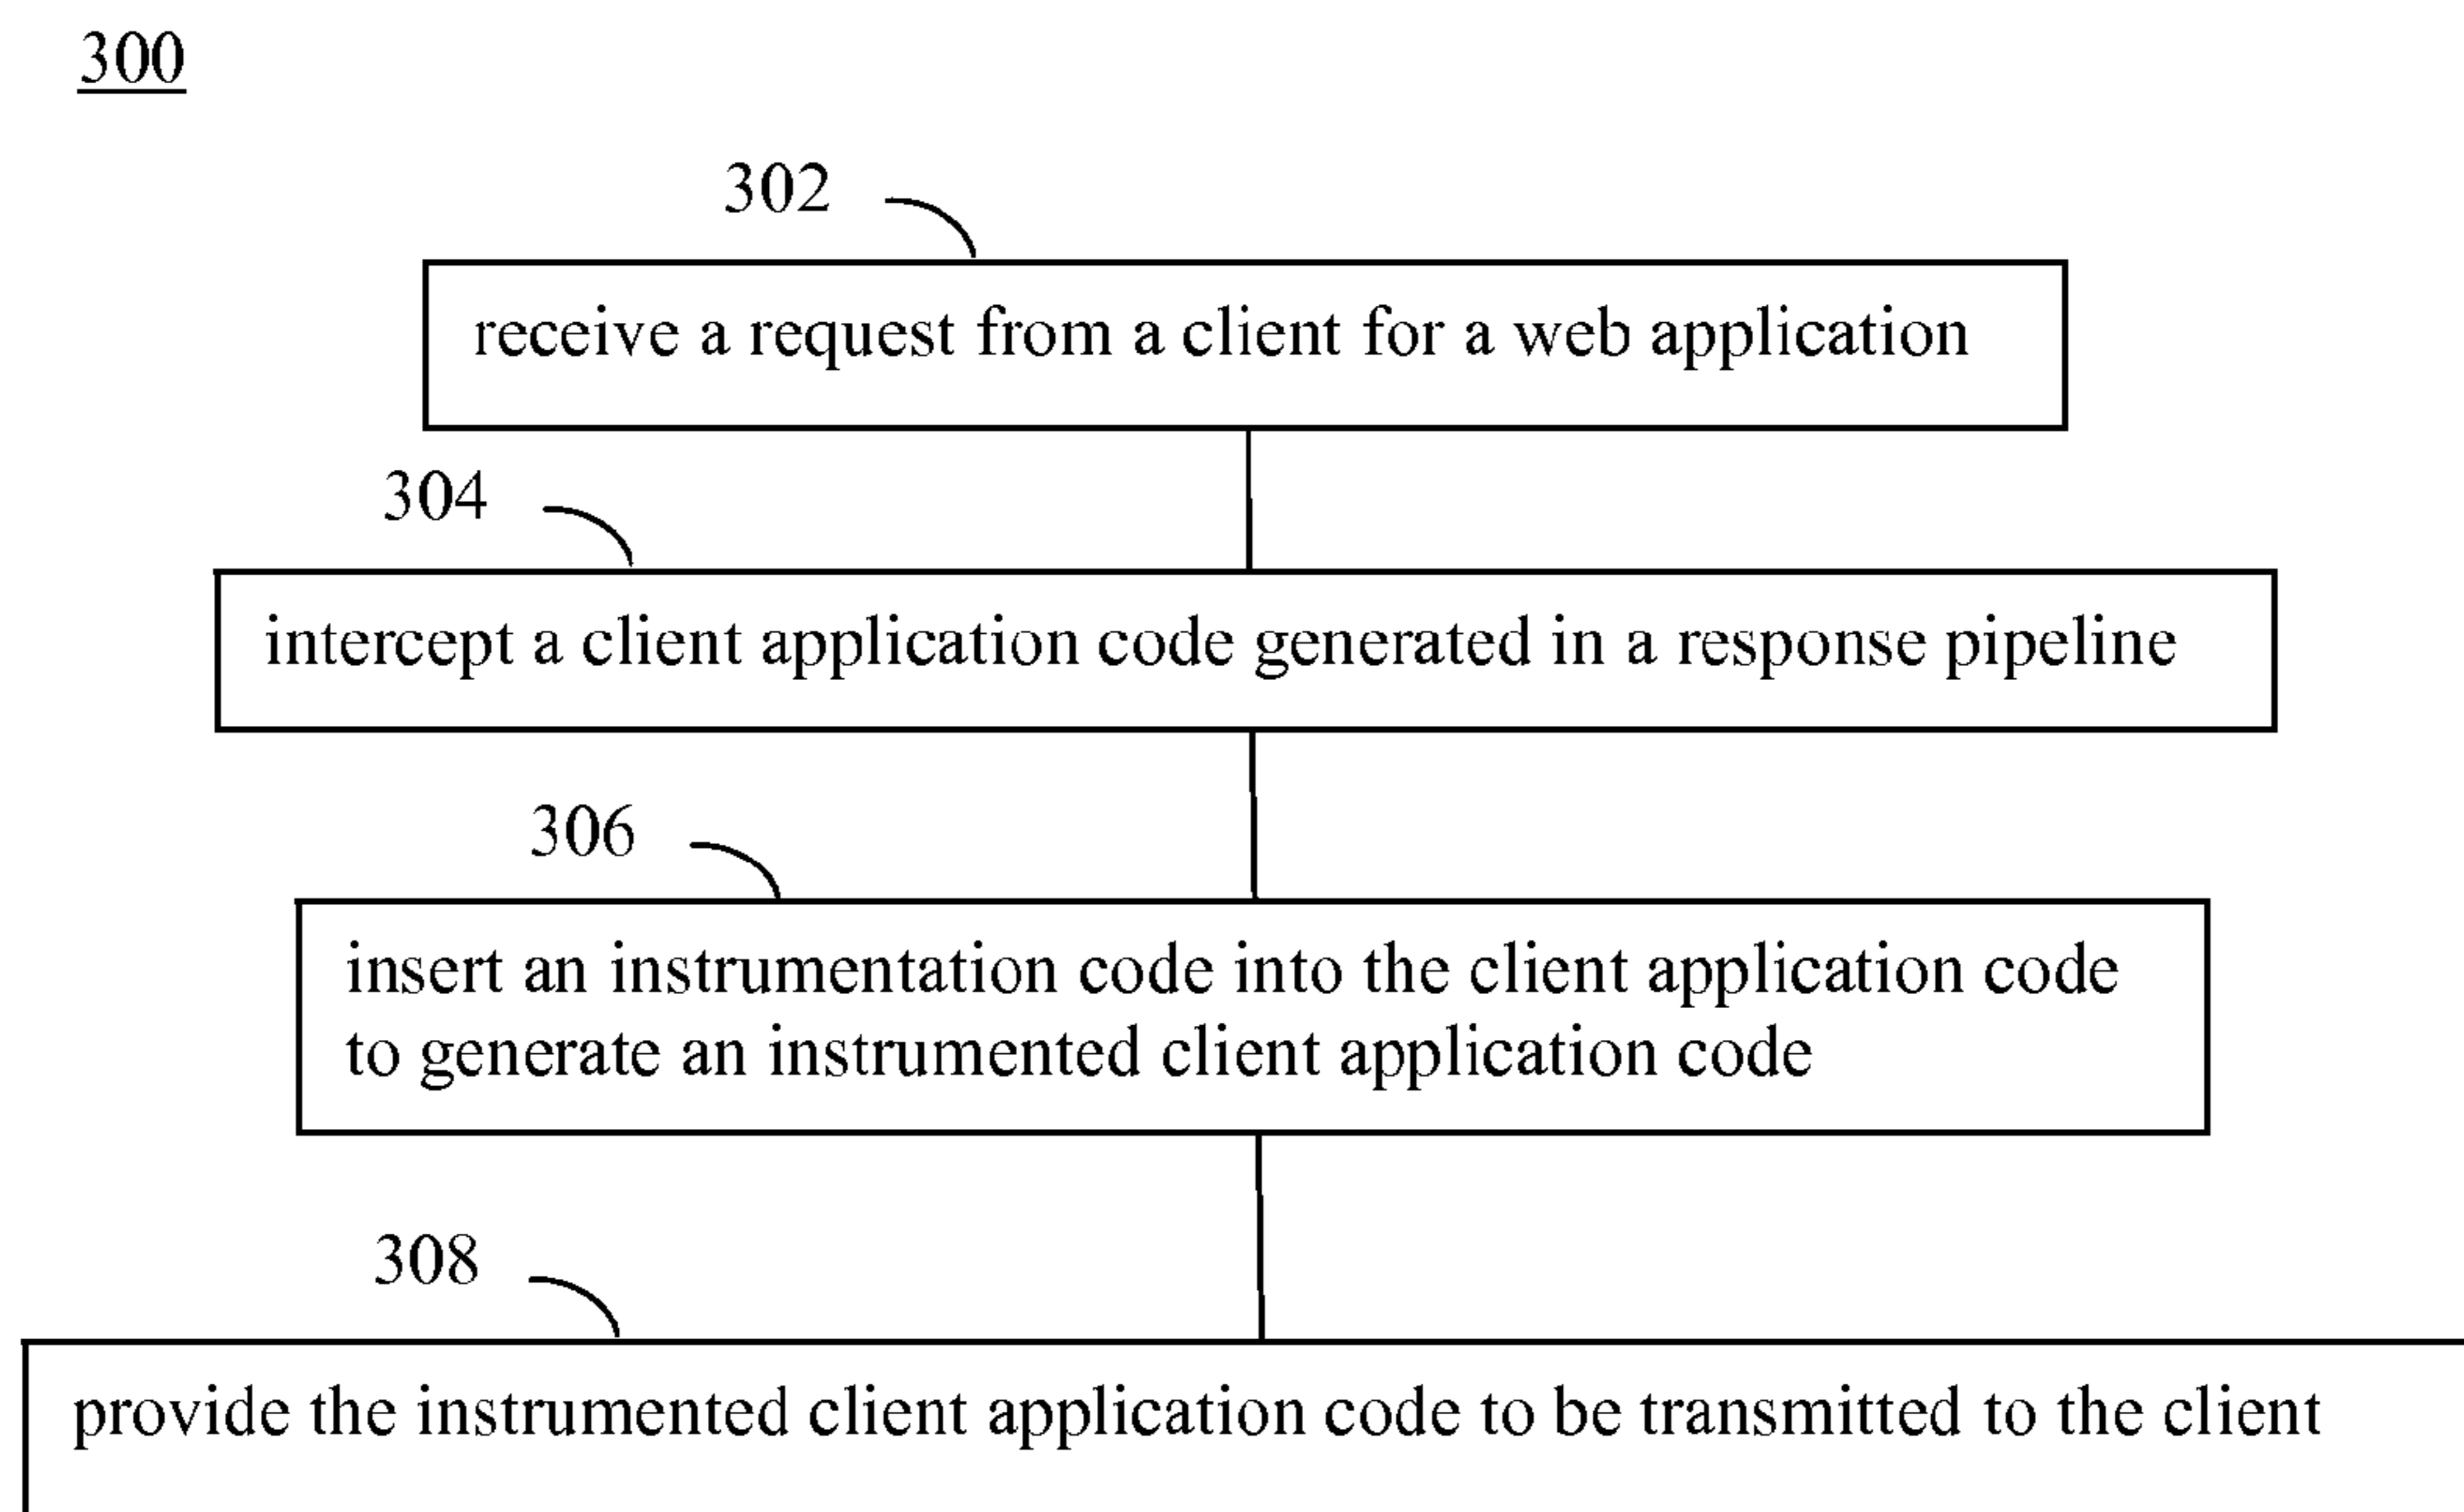 300
302
receive a request from a client for a web application
304
intercept a client application code generated in a response pipeline
306
insert an instrumentation code into the client application code
to generate an instrumented client application code
308
provide the instrumented client application code to be transmitted to the client